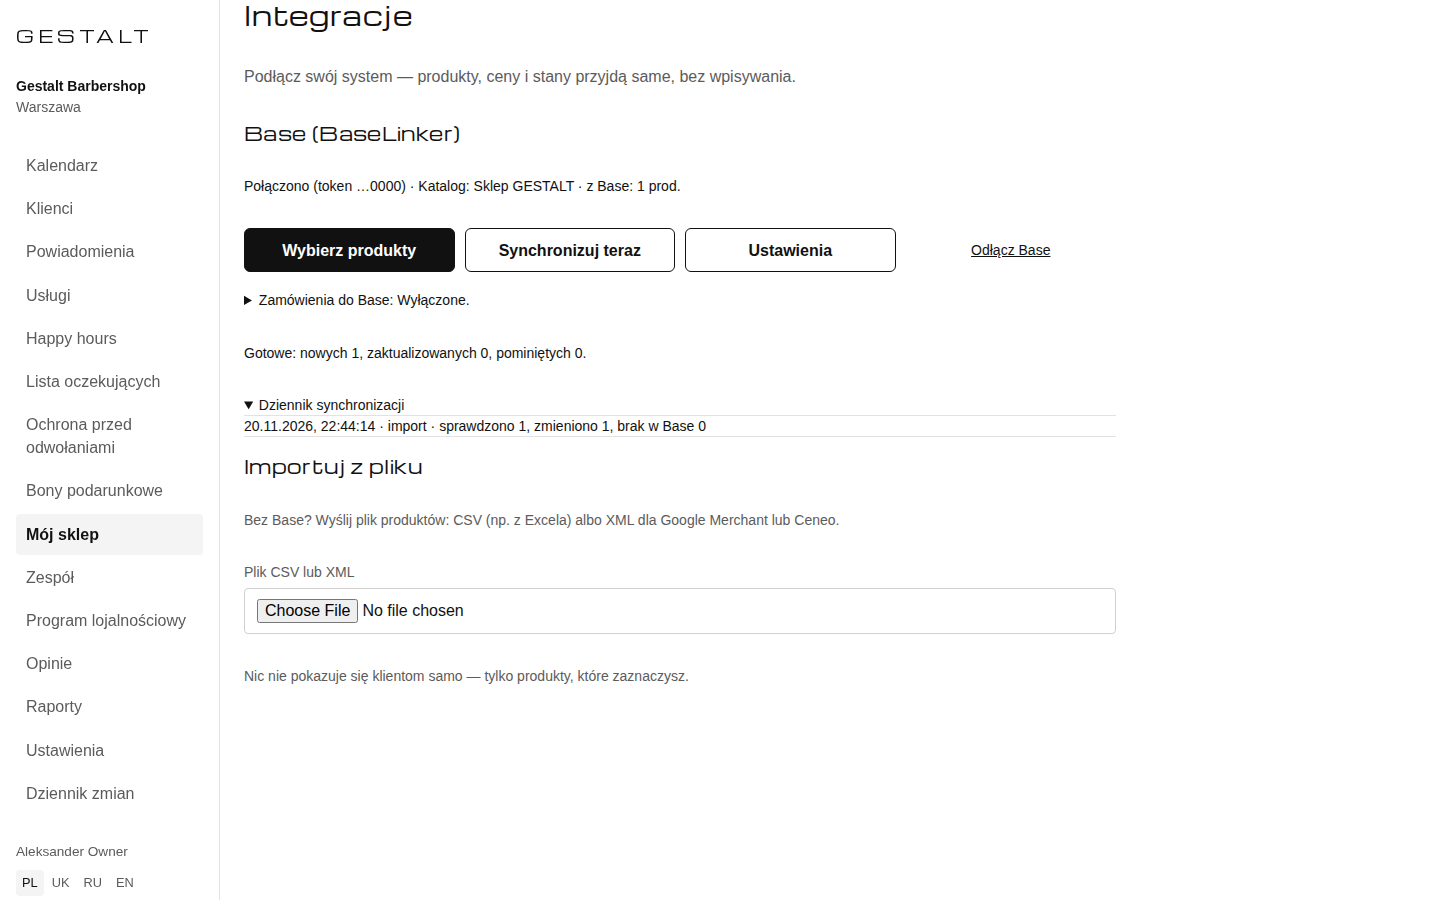 GESTALT
Gestalt Barbershop
Warszawa
Kalendarz
Klienci
Powiadomienia
Usługi
Happy hours
Lista oczekujących
Ochrona przed
odwołaniami
Bony podarunkowe
Mój sklep
Zespół
Program lojalnościowy
Opinie
Raporty
Ustawienia
Dziennik zmian
Aleksander Owner
PL UK RU EN
Integracje
Podłącz swój system — produkty, ceny i stany przyjdą same, bez wpisywania.
Base (BaseLinker)
Połączono (token …0000) · Katalog: Sklep GESTALT · z Base: 1 prod.
Wybierz produkty Synchronizuj teraz Ustawienia Odłącz Base
Zamówienia do Base: Wyłączone.
Gotowe: nowych 1, zaktualizowanych 0, pominiętych 0.
Dziennik synchronizacji
20.11.2026, 22:44:14 · import · sprawdzono 1, zmieniono 1, brak w Base 0
Importuj z pliku
Bez Base? Wyślij plik produktów: CSV (np. z Excela) albo XML dla Google Merchant lub Ceneo.
Plik CSV lub XML
Choose File No file chosen
Nic nie pokazuje się klientom samo — tylko produkty, które zaznaczysz.